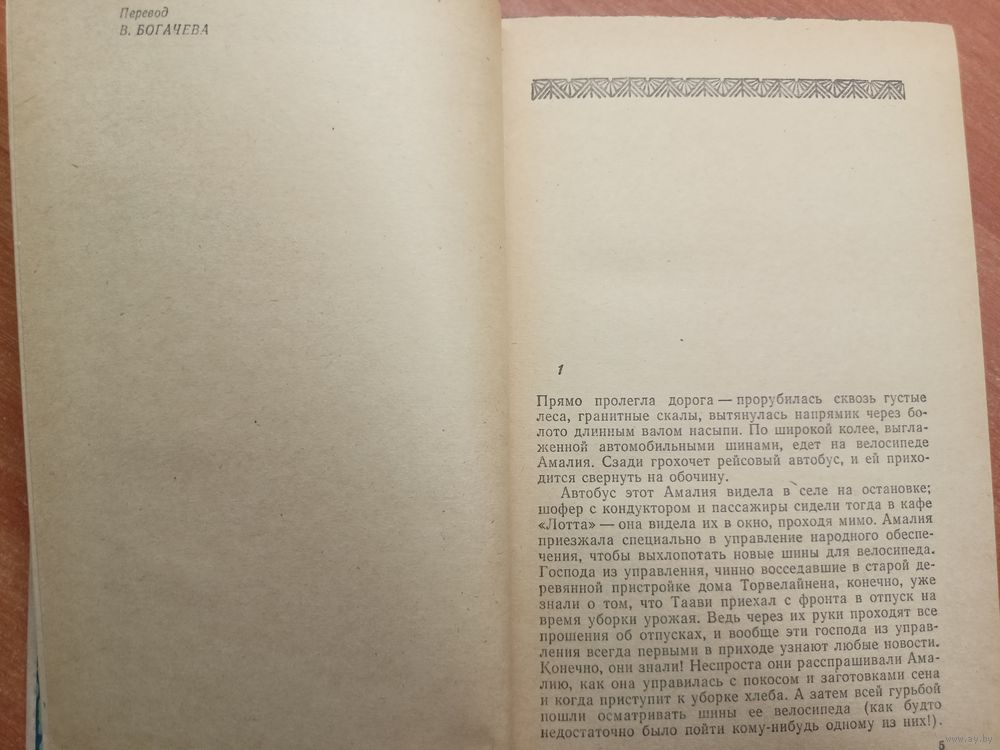 Перевод
В. БОГАЧЕВА
1
Прямо пролегла дорога — прорубилась сквозь густые
леса, гранитные скалы, вытянулась напрямик через бо-
лото длинным валом насыпи. По широкой колее, выгла-
женной автомобильными шинами, едет на велосипеде
Амалия. Сзади грохочет рейсовый автобус, и ей прихо-
дится свернуть на обочину.
Автобус этот Амалия видела в селе на остановке;
шофер с кондуктором и пассажиры сидели тогда в кафе
«Лотта» — она видела их в окно, проходя мимо. Амалия
приезжала специально в управление народного обеспе-
чения, чтобы выхлопотать новые шины для велосипеда.
Господа из управления, чинно восседавшие в старой де-
ревянной пристройке дома Торвелайнена, конечно, уже
знали о том, что Таави приехал с фронта в отпуск на
время уборки урожая. Ведь через их руки проходят все
прошения об отпусках, и вообще эти господа из управ-
ления всегда первыми в приходе узнают любые новости.
Конечно, они знали! Неспроста они расспрашивали Ама-
лию, как она управилась с покосом и заготовками сена
и когда приступит к уборке хлеба. А затем всей гурьбой
пошли осматривать шины ее велосипеда (как будто
недостаточно было пойти кому-нибудь одному из них!).
5
www.ay.by